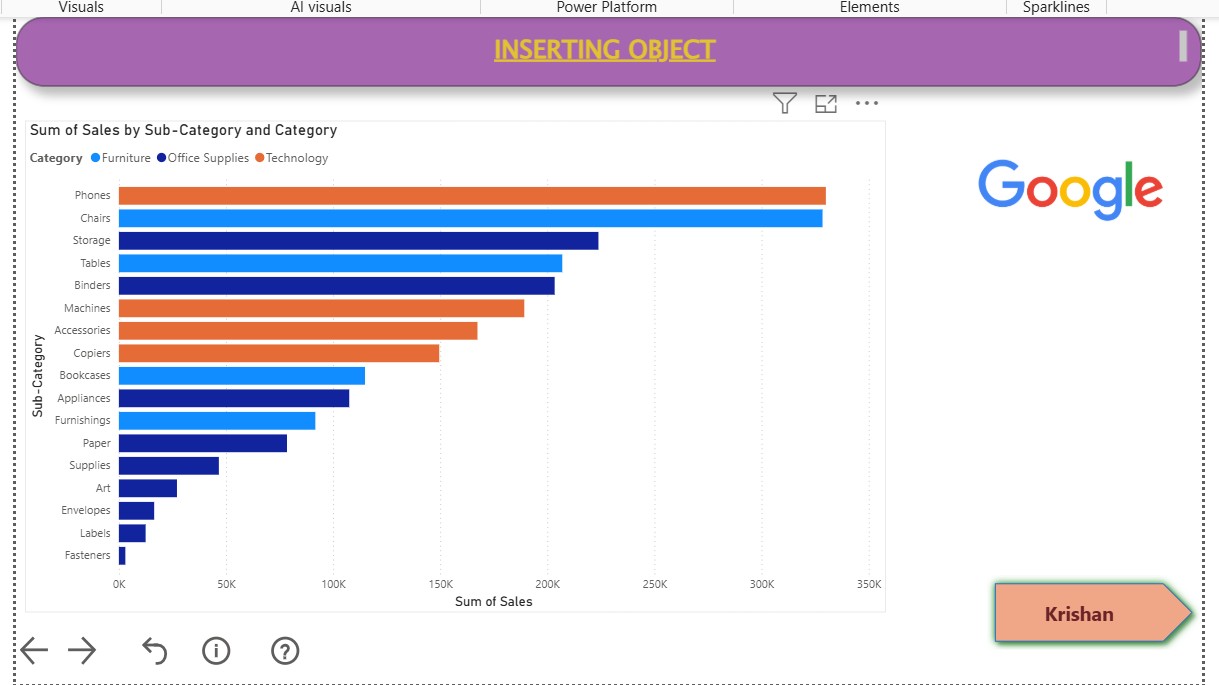 Visuals AI visuals Power Platform Elements Sparklines
INSERTING OBJECT
Sum of Sales by Sub-Category and Category
Category Furniture Office Supplies Technology
Google
Phones
Chairs
Storage
Tables
Binders
Machines
Accessories
Copiers
Bookcases
Appliances
Furnishings
Paper
Supplies
Art
Envelopes
Labels
Fasteners
Sub-Category
0K 50K 100K 150K 200K 250K 300K 350K
Sum of Sales
Krishan